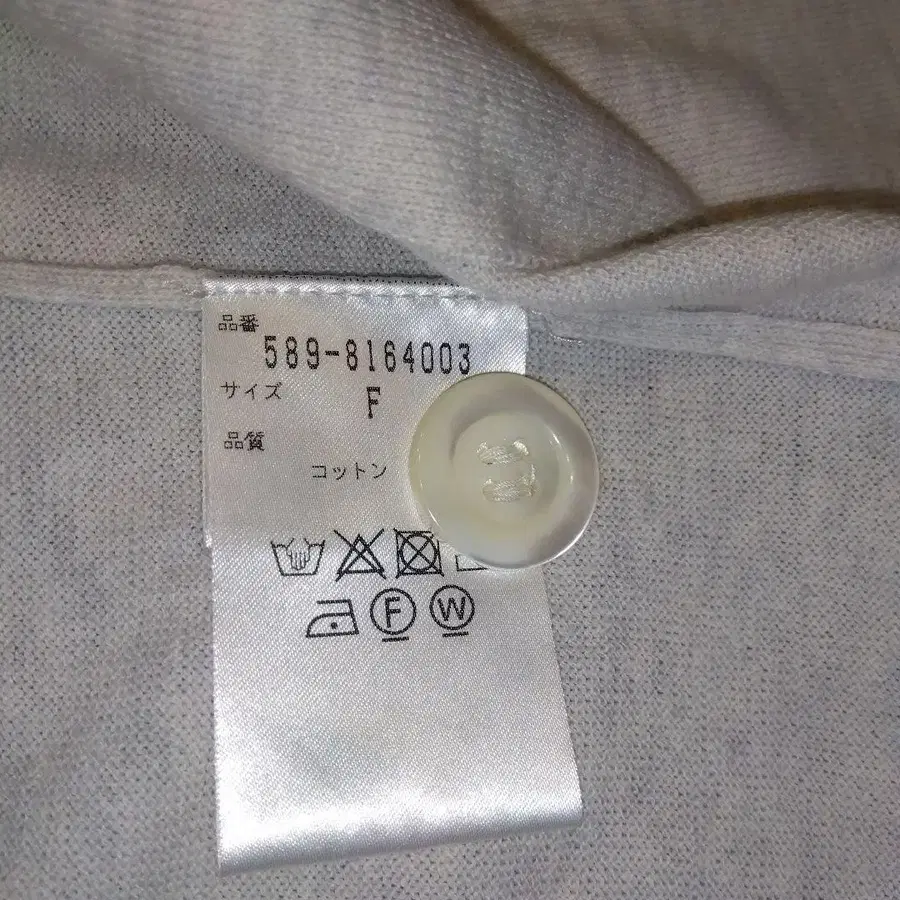 品番
589-8164003
サイズ
F
品質
コットン
F W